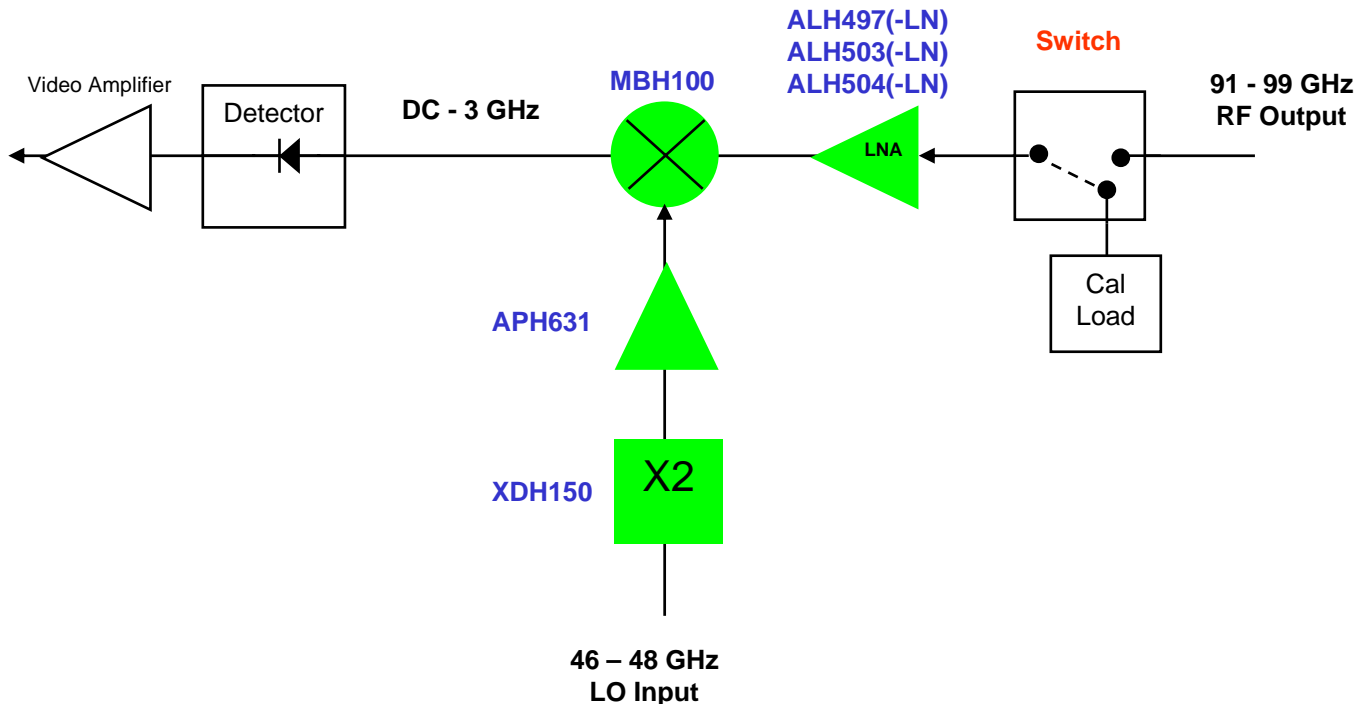 ALH497(-LN)
ALH503(-LN)
ALH504(-LN)
Switch
Video Amplifier
Detector
DC - 3 GHz
MBH100
LNA
91 - 99 GHz
RF Output
Cal
Load
APH631
XDH150
X2
46 – 48 GHz
LO Input